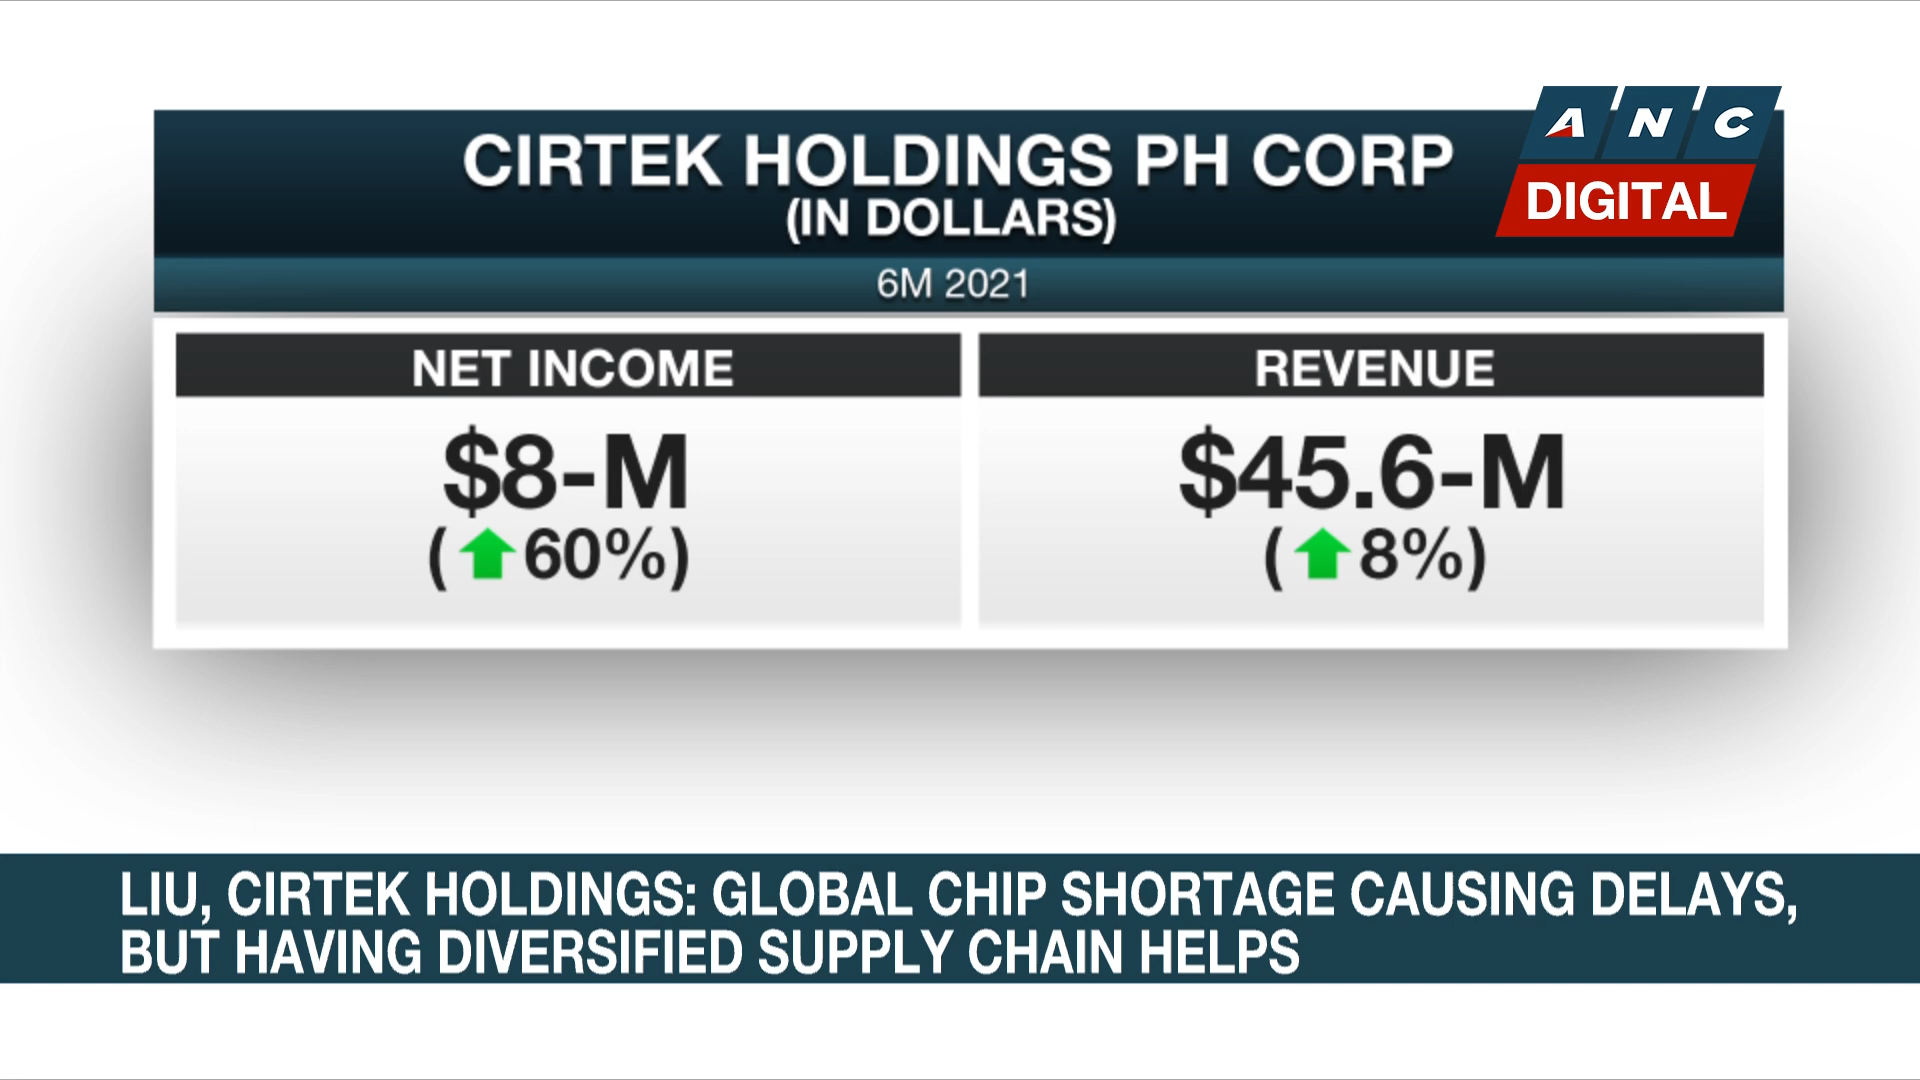 CIRTEK HOLDINGS PH CORP
(IN DOLLARS)
ANC
DIGITAL
6M 2021
NET INCOME
$8-M
(60%)
REVENUE
$45.6-M
(8%)
LIU, CIRTEK HOLDINGS: GLOBAL CHIP SHORTAGE CAUSING DELAYS,
BUT HAVING DIVERSIFIED SUPPLY CHAIN HELPS